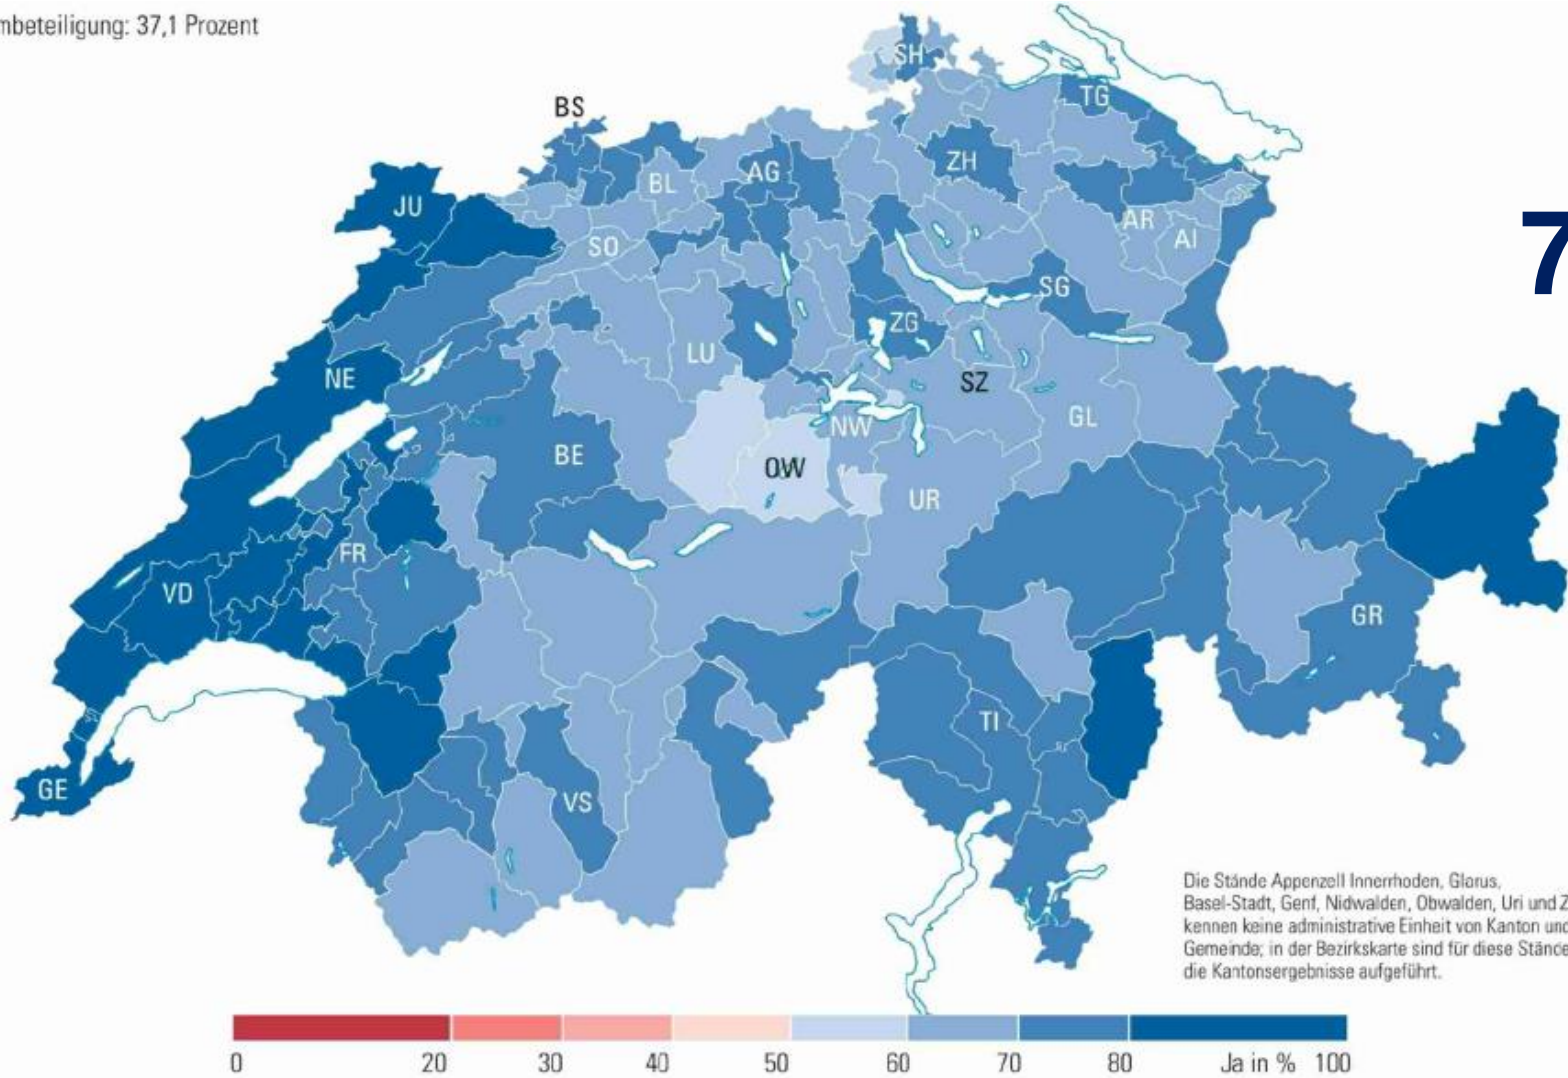 mbeteiligung: 37,1 Prozent
SH
BS
TG
ZH
AG
BL
JU
AR
AI
SO
7
SG
ZG
LU
NE
SZ
GL
NW
BE
OW
UR
FR
VD
GR
TI
GE
VS
Die Stände Appenzell Innerrhoden, Glarus,
Basel-Stadt, Genf, Nidwalden, Obwalden, Uri und Z
kennen keine administrative Einheit von Kanton und
Gemeinde; in der Bezirkskarte sind für diese Stände
die Kantonsergebnisse aufgeführt.
0 20 30 40 50 60 70 80 Ja in % 100